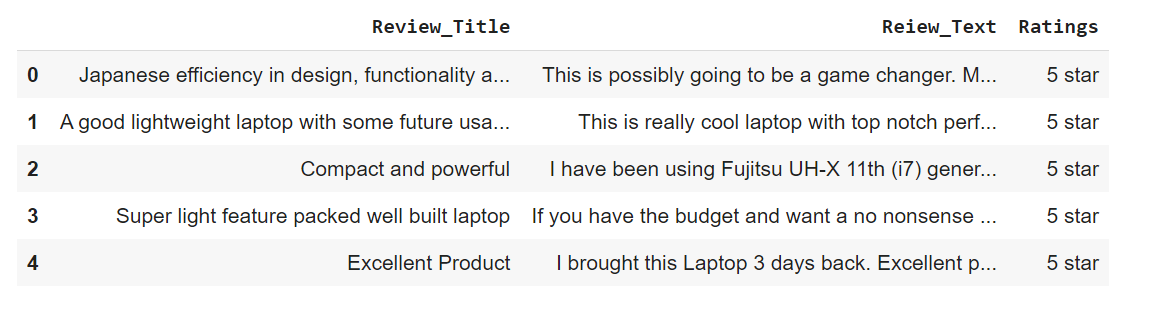 Review_Title Reiew_Text Ratings
0 Japanese efficiency in design, functionality a... This is possibly going to be a game changer. M... 5 star
1 A good lightweight laptop with some future usa... This is really cool laptop with top notch perf... 5 star
2 Compact and powerful I have been using Fujitsu UH-X 11th (i7) gener... 5 star
3 Super light feature packed well built laptop If you have the budget and want a no nonsense ... 5 star
4 Excellent Product I brought this Laptop 3 days back. Excellent p... 5 star